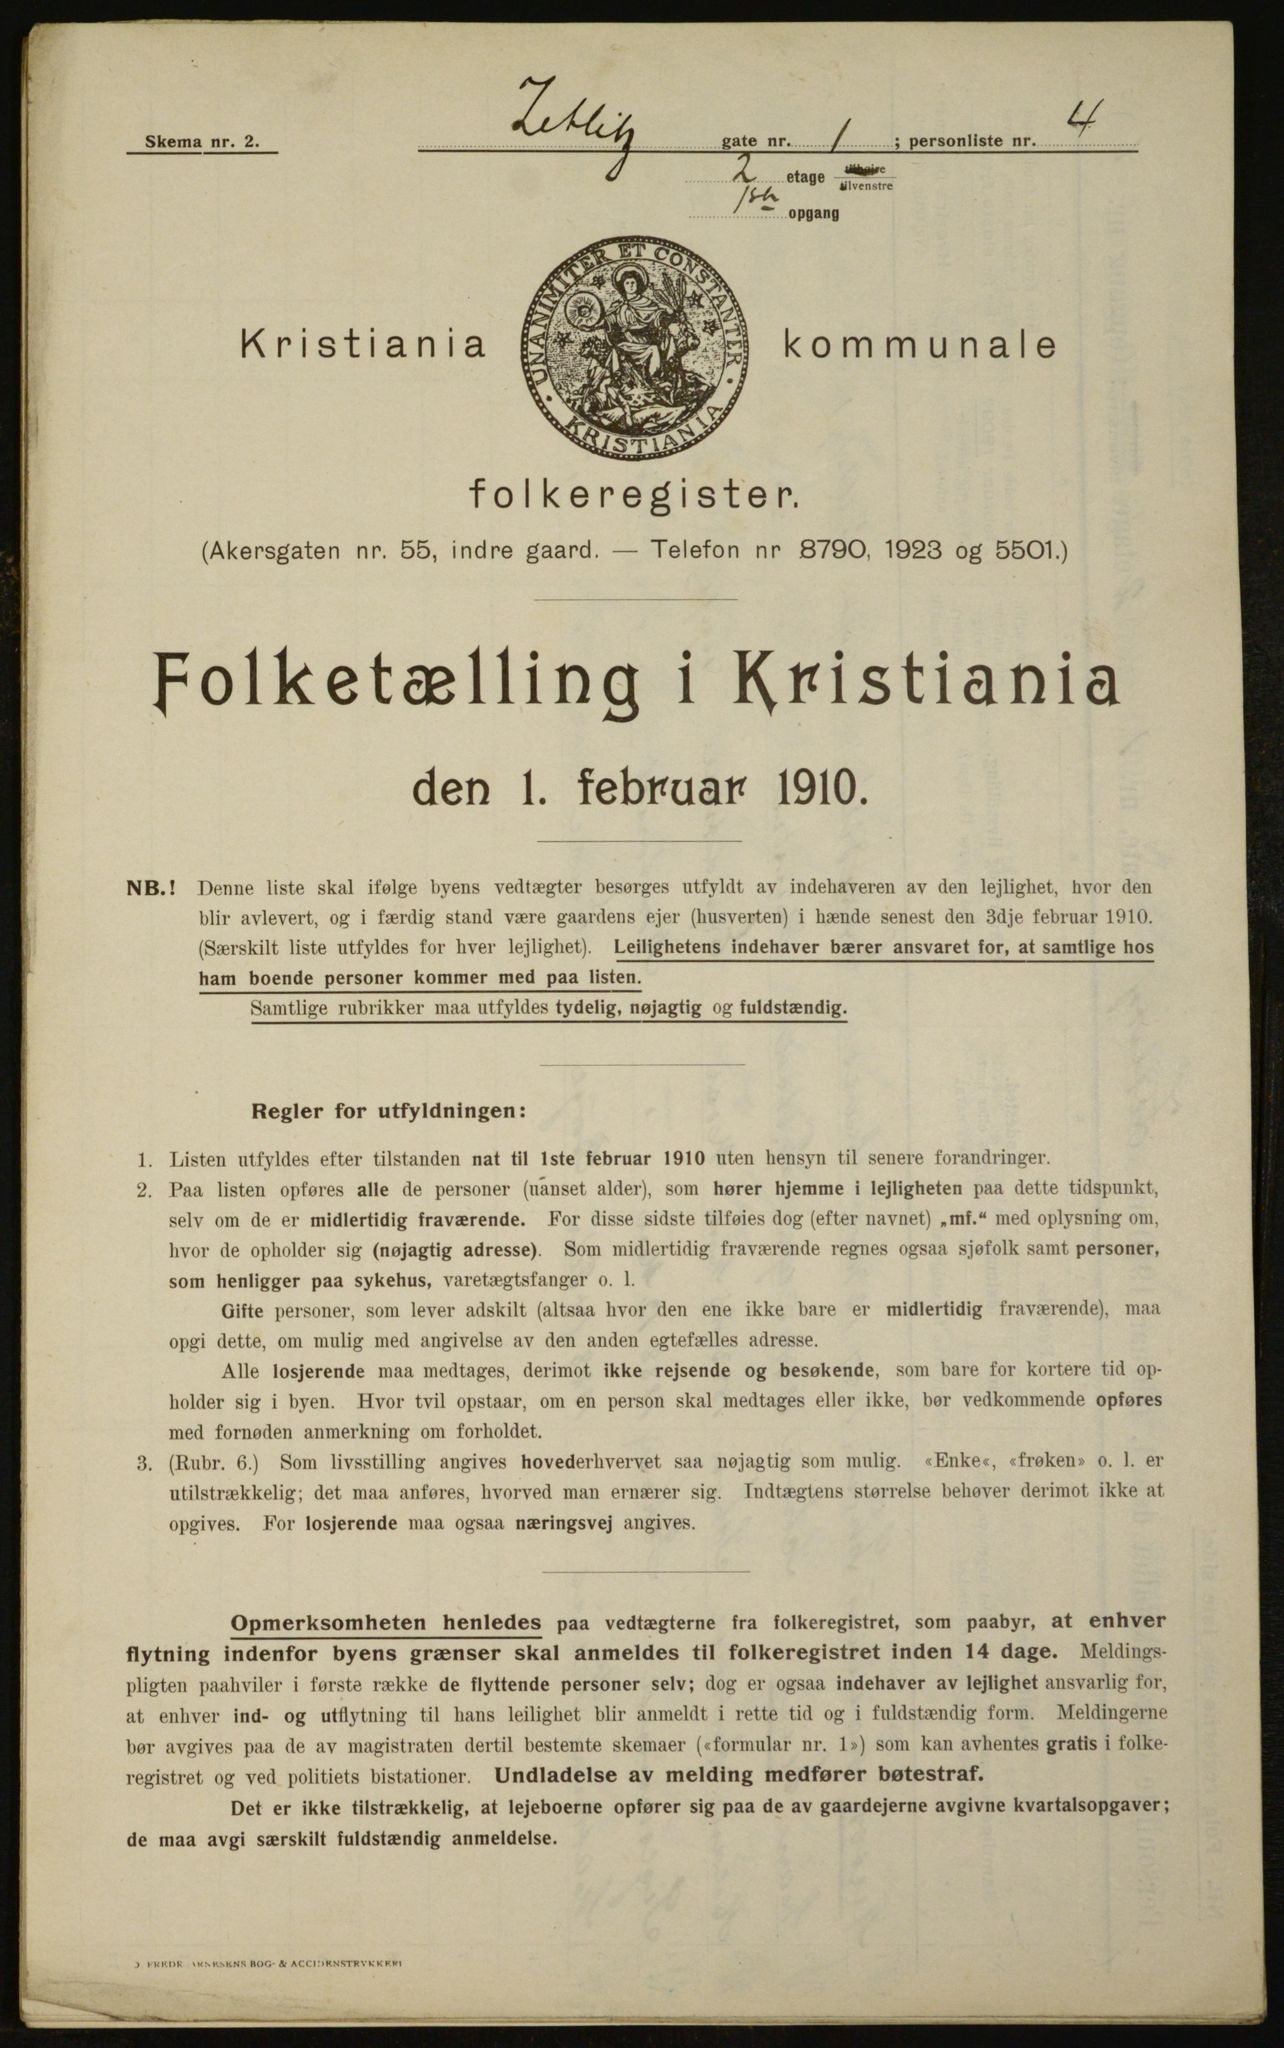 Skema nr. 2.
Zetlitz gate nr. 1 ; personliste nr. 4
2 etage tilhøire
tilvenstre
1ste opgang
UNANIMITER ET CONSTANTER
KRISTIANIA
Kristiania kommunale
folkeregister.
(Akersgaten nr. 55, indre gaard. — Telefon nr 8790, 1923 og 5501.)
Folketælling i Kristiania
den 1. februar 1910.
NB.! Denne liste skal ifølge byens vedtægter besørges utfyldt av indehaveren av den lejlighet, hvor den
blir avlevert, og i færdig stand være gaardens ejer (husverten) i hænde senest den 3dje februar 1910.
(Særskilt liste utfyldes for hver lejlighet). Leilighetens indehaver bærer ansvaret for, at samtlige hos
ham boende personer kommer med paa listen.
Samtlige rubrikker maa utfyldes tydelig, nøjagtig og fuldstændig.
Regler for utfyldningen:
1. Listen utfyldes efter tilstanden nat til 1ste februar 1910 uten hensyn til senere forandringer.
2. Paa listen opføres alle de personer (uanset alder), som hører hjemme i lejligheten paa dette tidspunkt,
selv om de er midlertidig fraværende. For disse sidste tilføies dog (efter navnet) „mf.“ med oplysning om,
hvor de opholder sig (nøjagtig adresse). Som midlertidig fraværende regnes ogsaa sjøfolk samt personer,
som henligger paa sykehus, varetægtsfanger o. l.
Gifte personer, som lever adskilt (altsaa hvor den ene ikke bare er midlertidig fraværende), maa
opgi dette, om mulig med angivelse av den anden egtefælles adresse.
Alle losjerende maa medtages, derimot ikke rejsende og besøkende, som bare for kortere tid op-
holder sig i byen. Hvor tvil opstaar, om en person skal medtages eller ikke, bør vedkommende opføres
med fornøden anmerkning om forholdet.
3. (Rubr. 6.) Som livsstilling angives hovederhvervet saa nøjagtig som mulig. «Enke«, «frøken» o. l. er
utilstrækkelig; det maa anføres, hvorved man ernærer sig. Indtægtens størrelse behøver derimot ikke at
opgives. For losjerende maa ogsaa næringsvej angives.
Opmerksomheten henledes paa vedtægterne fra folkeregistret, som paabyr, at enhver
flytning indenfor byens grænser skal anmeldes til folkeregistret inden 14 dage. Meldings-
pligten paahviler i første række de flyttende personer selv; dog er ogsaa indehaver av lejlighet ansvarlig for,
at enhver ind- og utflytning til hans leilighet blir anmeldt i rette tid og i fuldstændig form. Meldingerne
bør avgives paa de av magistraten dertil bestemte skemaer («formular nr. 1») som kan avhentes gratis i folke-
registret og ved politiets bistationer. Undladelse av melding medfører bøtestraf.
Det er ikke tilstrækkelig, at lejeboerne opfører sig paa de av gaardejerne avgivne kvartalsopgaver;
de maa avgi særskilt fuldstændig anmeldelse.
BOG- & ACCIDENSTRYKKERI